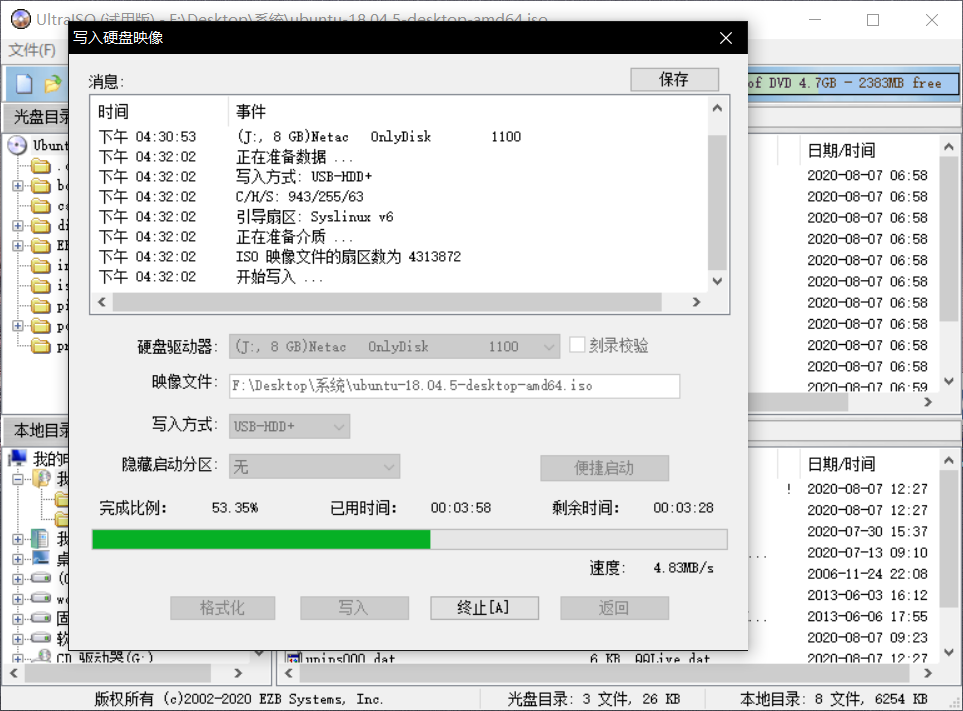 UltraISO (试用版) - F:\Desktop\系统\ubuntu-18.04.5-desktop-amd64.iso
文件(F)
of DVD 4.7GB - 2383MB free
光盘目录
写入硬盘映像
消息:
保存
时间 事件
下午 04:30:53 (J:, 8 GB)Netac OnlyDisk 1100
下午 04:32:02 正在准备数据 ...
下午 04:32:02 写入方式: USB-HDD+
下午 04:32:02 C/H/S: 943/255/63
下午 04:32:02 引导扇区: Syslinux v6
下午 04:32:02 正在准备介质 ...
下午 04:32:02 ISO 映像文件的扇区数为 4313872
下午 04:32:02 开始写入 ...
硬盘驱动器: (J:, 8 GB)Netac OnlyDisk 1100 刻录校验
映像文件: F:\Desktop\系统\ubuntu-18.04.5-desktop-amd64.iso
写入方式: USB-HDD+
隐藏启动分区: 无 便捷启动
完成比例: 53.35% 已用时间: 00:03:58 剩余时间: 00:03:28
速度: 4.83MB/s
格式化 写入 终止[A] 返回
Ubunt
日期/时间
2020-08-07 06:58
2020-08-07 06:58
2020-08-07 06:58
2020-08-07 06:58
2020-08-07 06:58
2020-08-07 06:58
2020-08-07 06:58
2020-08-07 06:58
2020-08-07 06:58
2020-08-07 06:58
2020-08-07 06:59
本地目录
我的
日期/时间
! 2020-08-07 12:27
2020-08-07 12:27
2020-07-30 15:37
... 2020-07-13 09:10
2006-11-24 22:08
2013-06-03 16:12
... 2013-06-06 17:55
2020-08-07 09:23
2020-08-07 12:27
CD 驱动器(G:)
unins000.dat 6 KB QQLive.dat
版权所有 (c)2002-2020 EZB Systems, Inc. 光盘目录: 3 文件, 26 KB 本地目录: 8 文件, 6254 KB